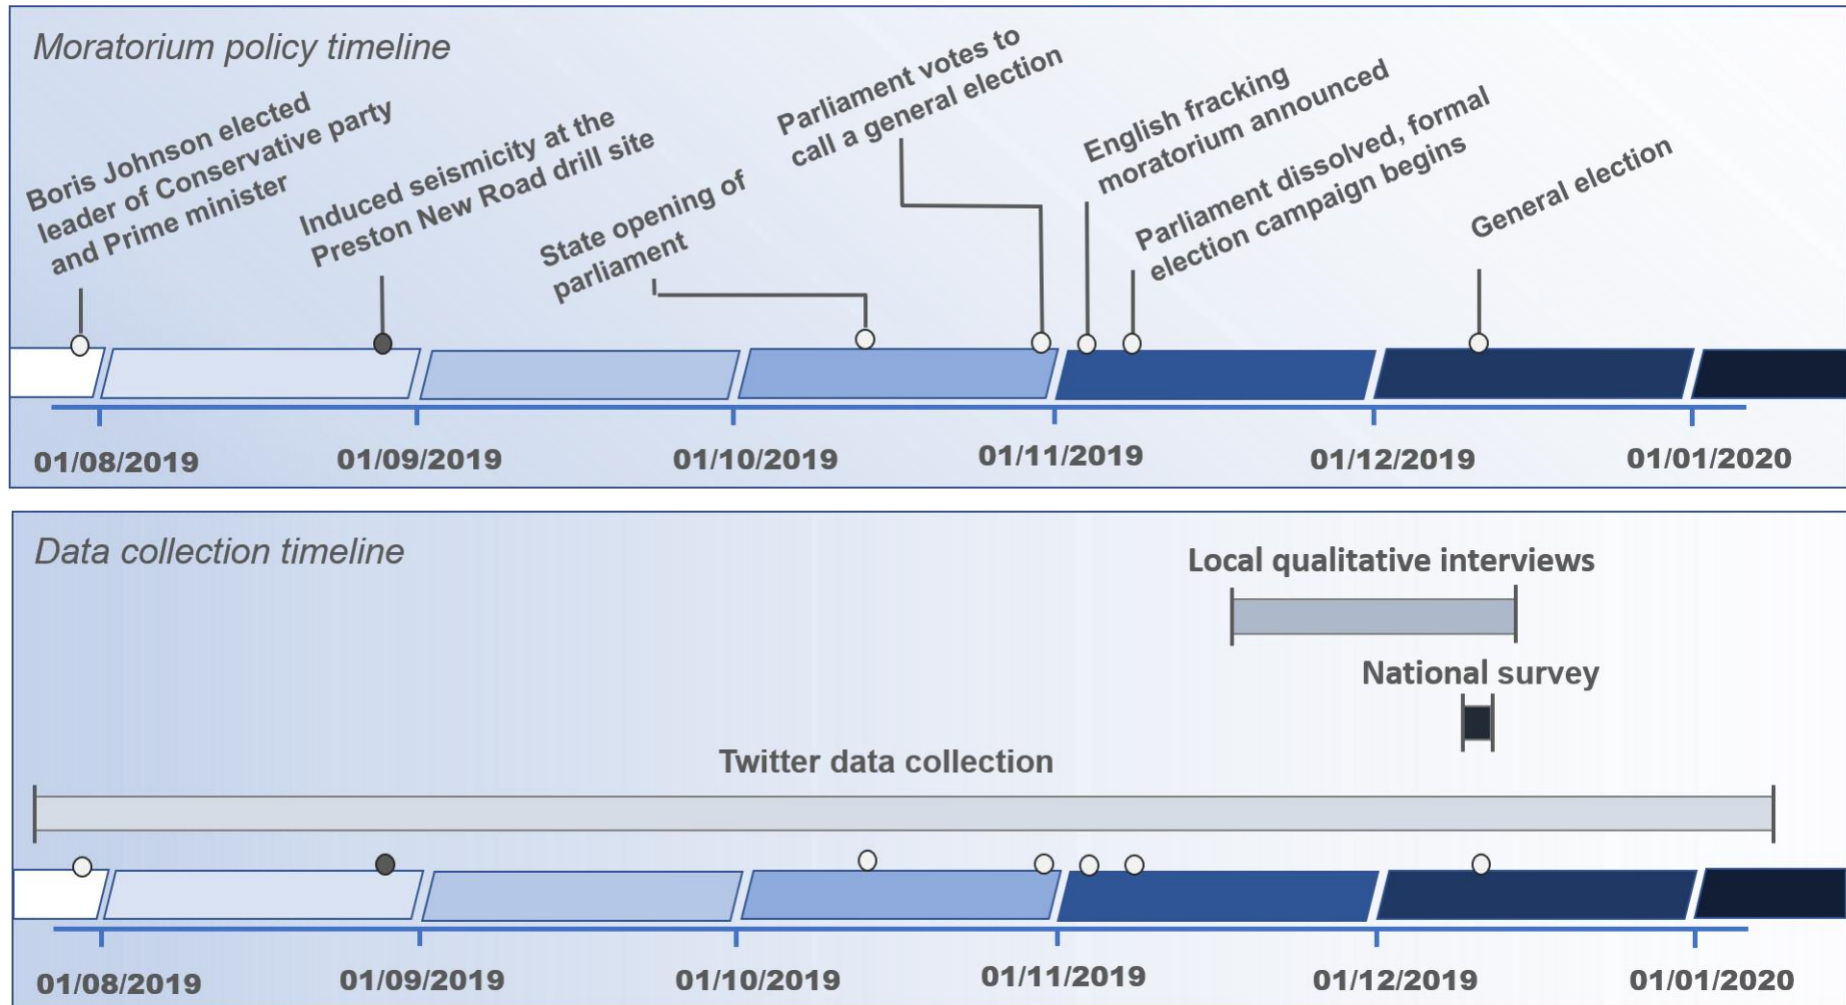 Moratorium policy timeline
Boris Johnson elected
leader of Conservative party
and Prime minister
Induced seismicity at the
Preston New Road drill site
State opening of
parliament
Parliament votes to
call a general election
English fracking
moratorium announced
Parliament dissolved, formal
election campaign begins
General election
01/08/2019
01/09/2019
01/10/2019
01/11/2019
01/12/2019
01/01/2020
Data collection timeline
Local qualitative interviews
National survey
Twitter data collection
01/08/2019
01/09/2019
01/10/2019
01/11/2019
01/12/2019
01/01/2020